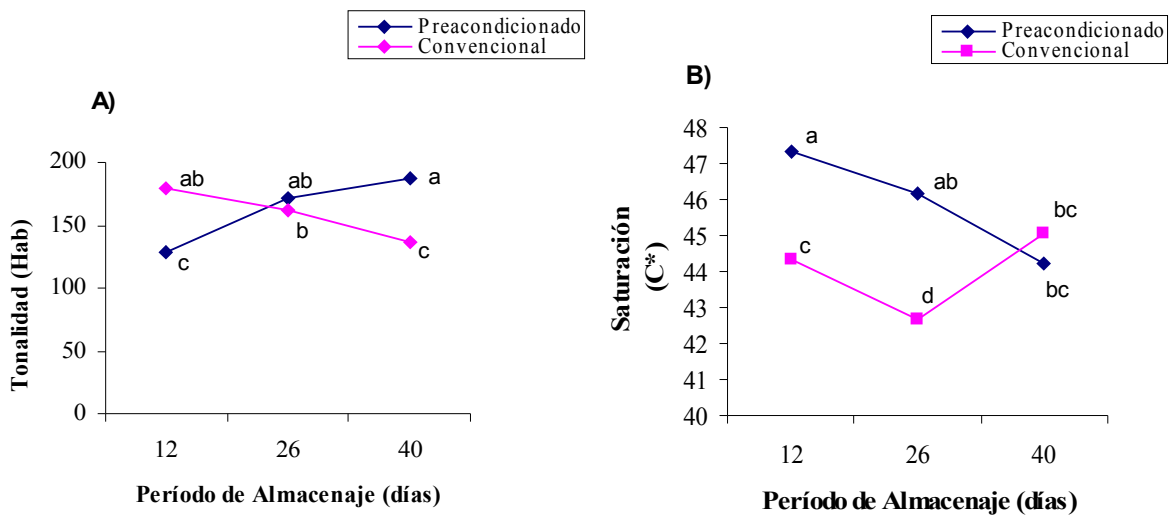 Preacondicionado
Convencional
A)
200
150
100
50
0
ab
ab
a
c
b
c
12
26
40
Tonalidad (Hab)
Período de Almacenaje (días)
Preacondicionado
Convencional
B)
48
47
46
45
44
43
42
41
40
a
ab
bc
c
d
bc
12
26
40
Saturación
(C*)
Período de Almacenaje (días)